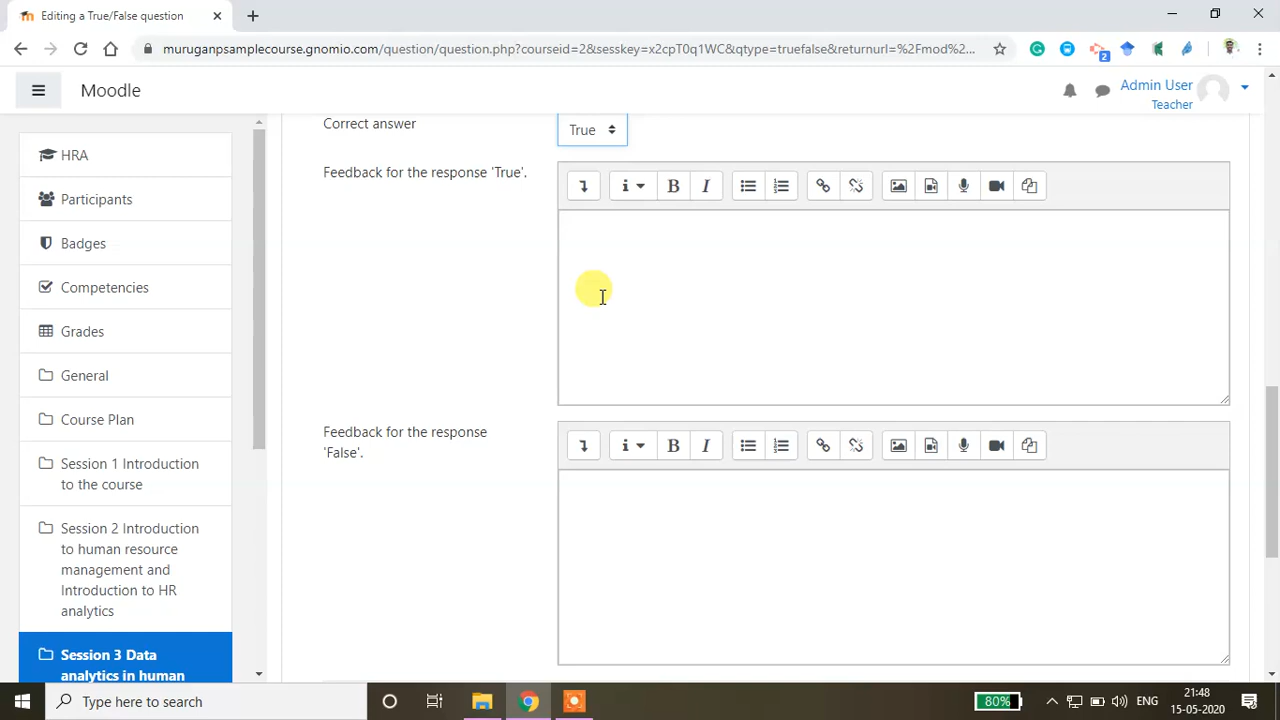 Editing a True/False question
muruganpsamplecourse.gnomio.com/question/question.php?courseid=2&sesskey=x2cpT0q1WC&qtype=truefalse&returnurl=%2Fmod%2...
2
Moodle
Admin User
Teacher
HRA
Participants
Badges
Competencies
Grades
General
Course Plan
Session 1 Introduction
to the course
Session 2 Introduction
to human resource
management and
Introduction to HR
analytics
Session 3 Data
analytics in human
Correct answer
True
Feedback for the response 'True'.
B I
Feedback for the response
'False'.
B I
Type here to search
80%
ENG
21:48
15-05-2020